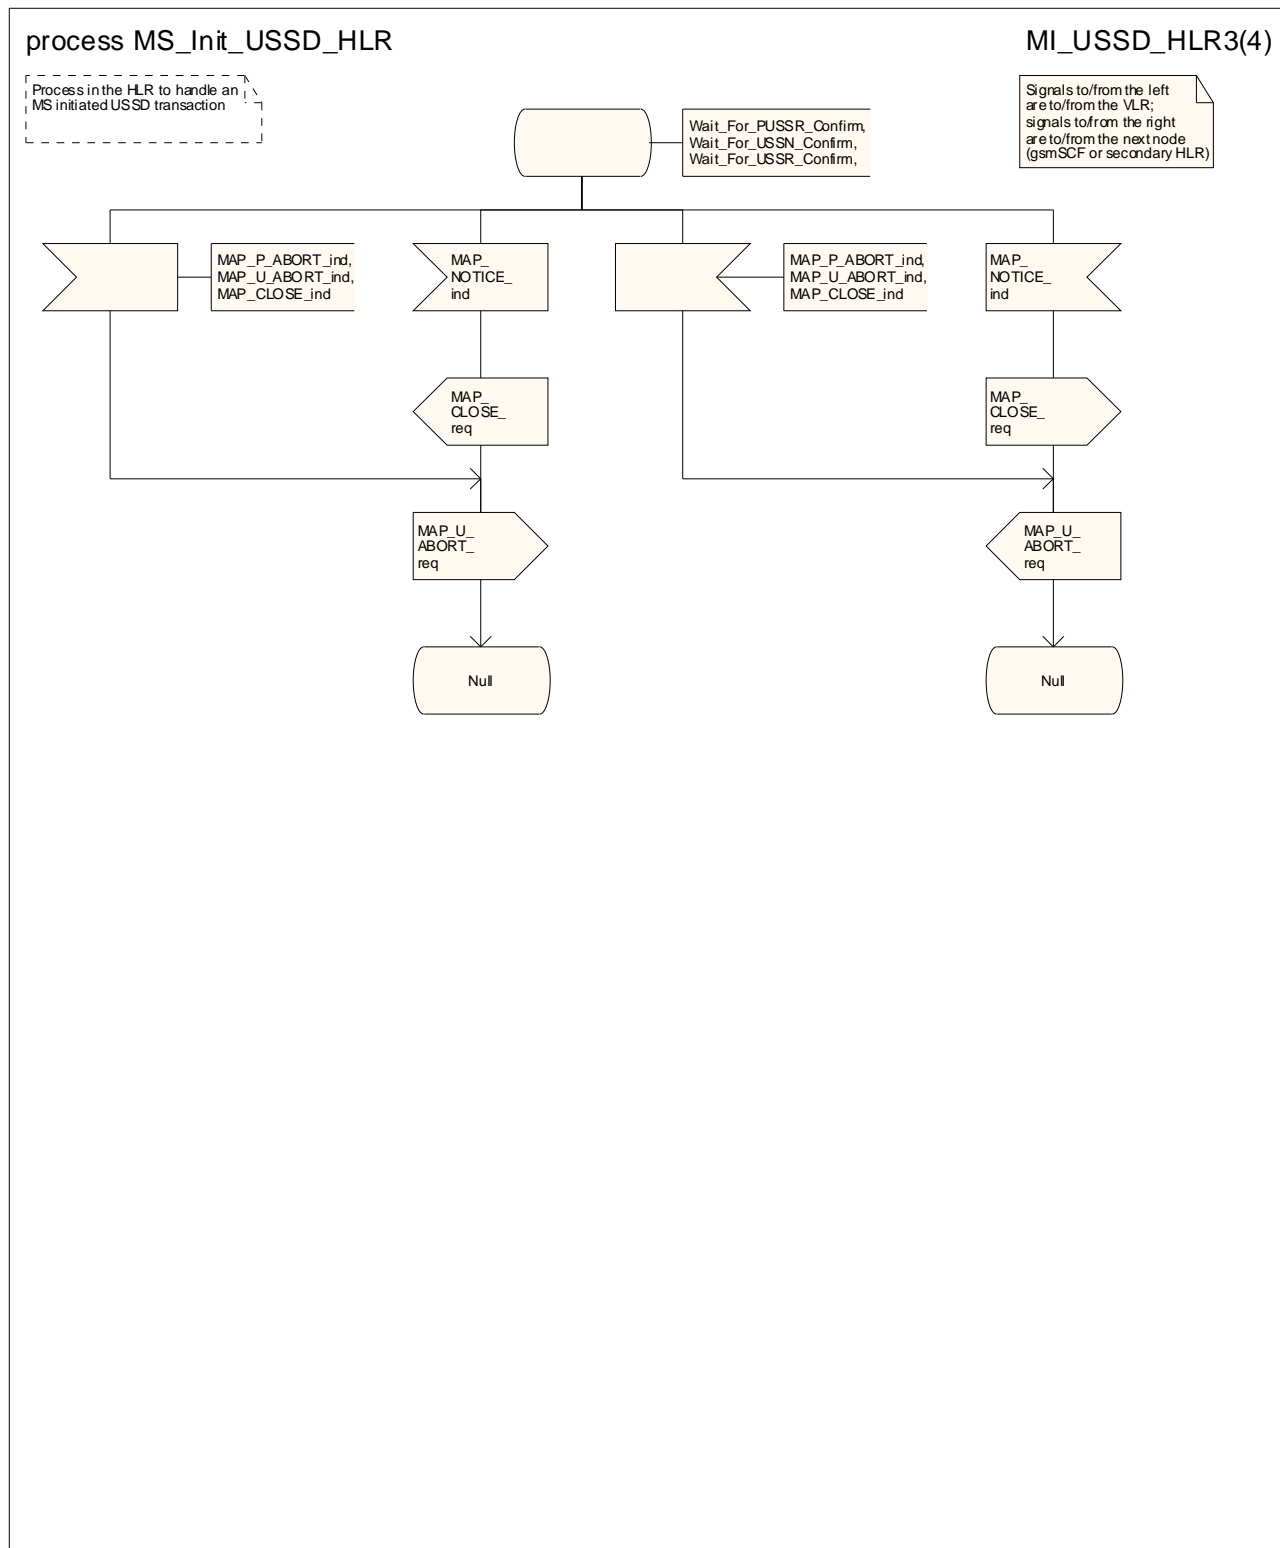 process MS_Init_USSD_HLR
MI_USSD_HLR3(4)
Process in the HLR to handle an
MS initiated USSD transaction
Signals to/from the left
are to/from the VLR;
signals to/from the right
are to/from the next node
(gsmSCF or secondary HLR)
Wait_For_PUSSR_Confirm,
Wait_For_USSN_Confirm,
Wait_For_USSR_Confirm,
MAP_P_ABORT_ind,
MAP_U_ABORT_ind,
MAP_CLOSE_ind
MAP_
NOTICE_
ind
MAP_P_ABORT_ind,
MAP_U_ABORT_ind,
MAP_CLOSE_ind
MAP_
NOTICE_
ind
MAP_
CLOSE_
req
MAP_
CLOSE_
req
MAP_U_
ABORT_
req
MAP_U_
ABORT_
req
Null
Null